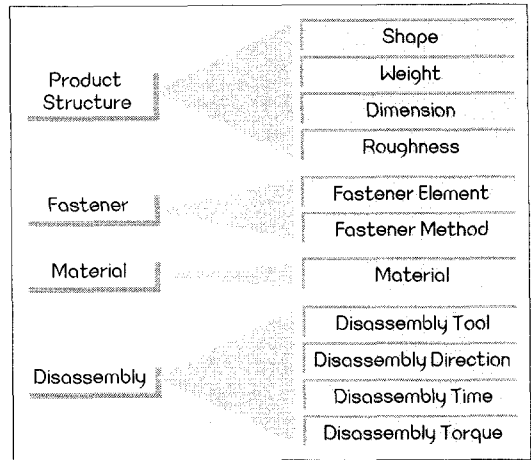 Product
Structure
Shape
Weight
Dimension
Roughness
Fastener
Fastener Element
Fastener Method
Material
Material
Disassembly
Disassembly Tool
Disassembly Direction
Disassembly Time
Disassembly Torque